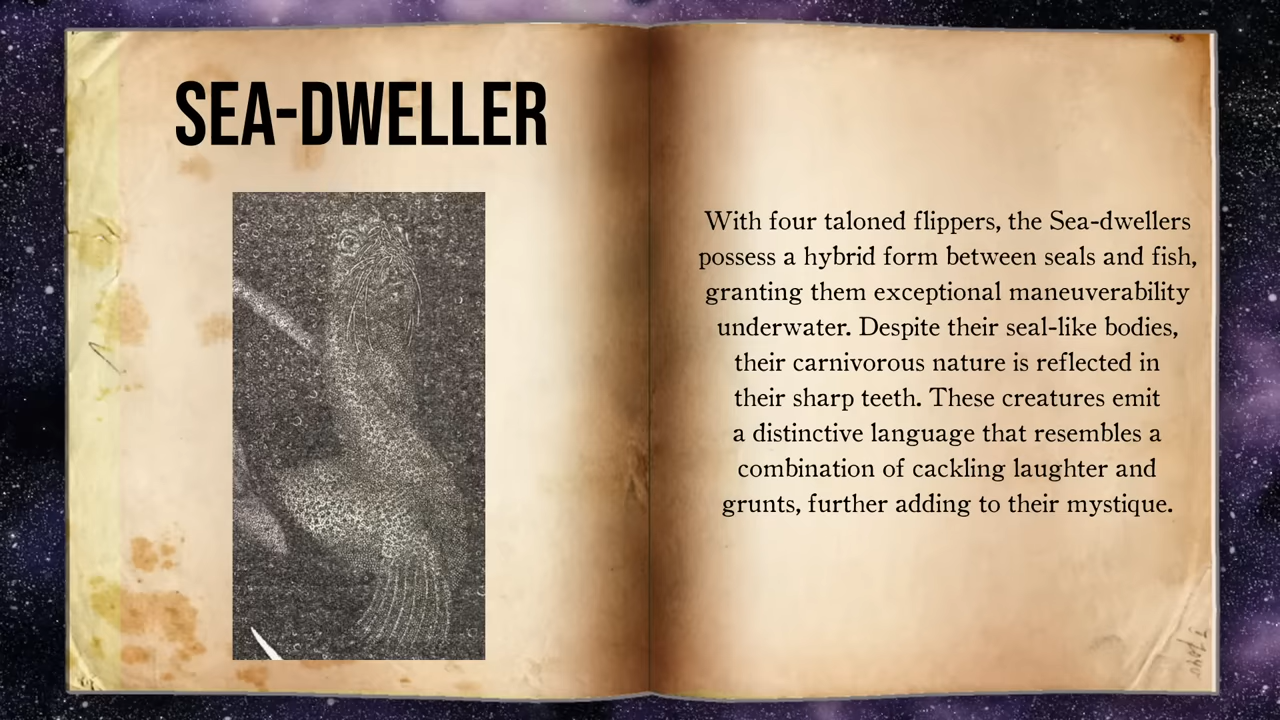 SEA-DWELLER
With four taloned flippers, the Sea-dwellers
possess a hybrid form between seals and fish,
granting them exceptional maneuverability
underwater. Despite their seal-like bodies,
their carnivorous nature is reflected in
their sharp teeth. These creatures emit
a distinctive language that resembles a
combination of cackling laughter and
grunts, further adding to their mystique.